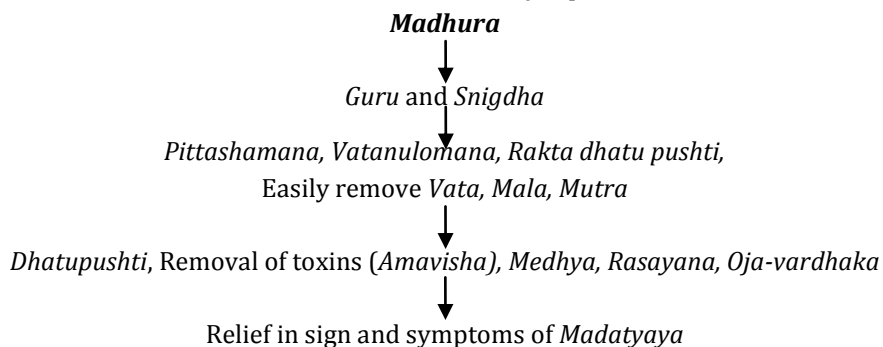 Madhura
Guru and Snigdha
Pittashamana, Vatanulomana, Rakta dhatu pushti,
Easily remove Vata, Mala, Mutra
Dhatupushti, Removal of toxins (Amavisha), Medhya, Rasayana, Oja-vardhaka
Relief in sign and symptoms of Madatyaya